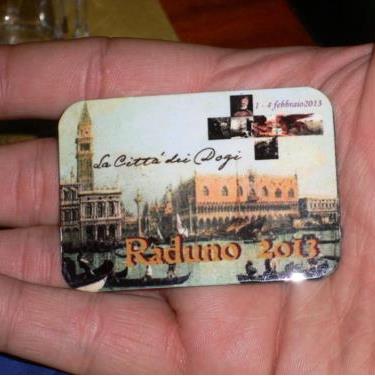 1 - 4 febbraio2013
La Città dei Dogi
Raduno 2013